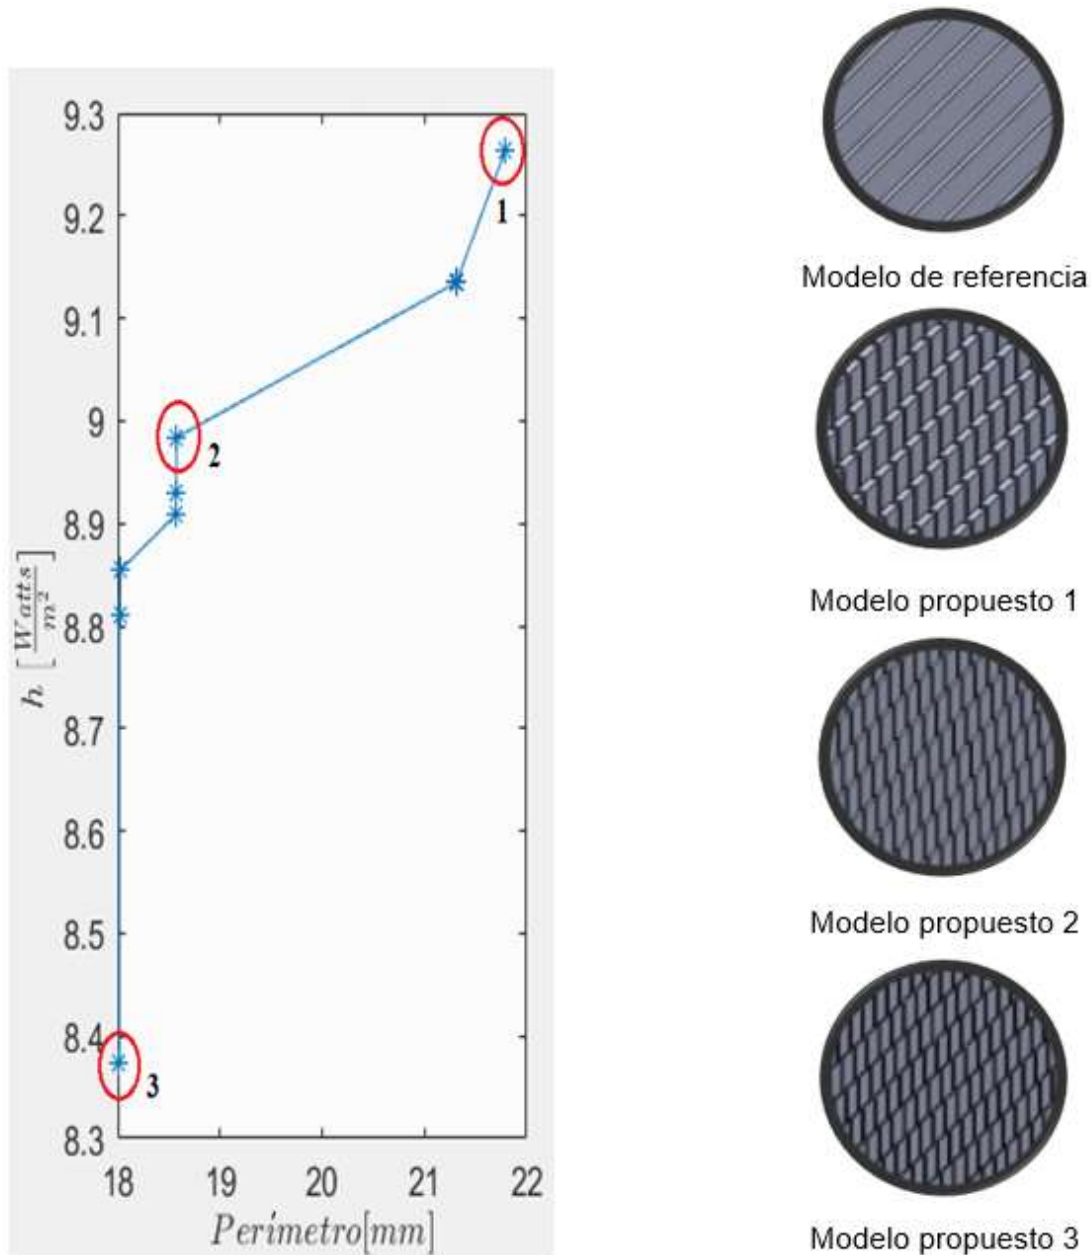 9.3
9.2
9.1
9
8.9
8.8
8.7
8.6
8.5
8.4
8.3
h [Watts/m²]
1
2
3
18 19 20 21 22
Perímetro[mm]
Modelo de referencia
Modelo propuesto 1
Modelo propuesto 2
Modelo propuesto 3